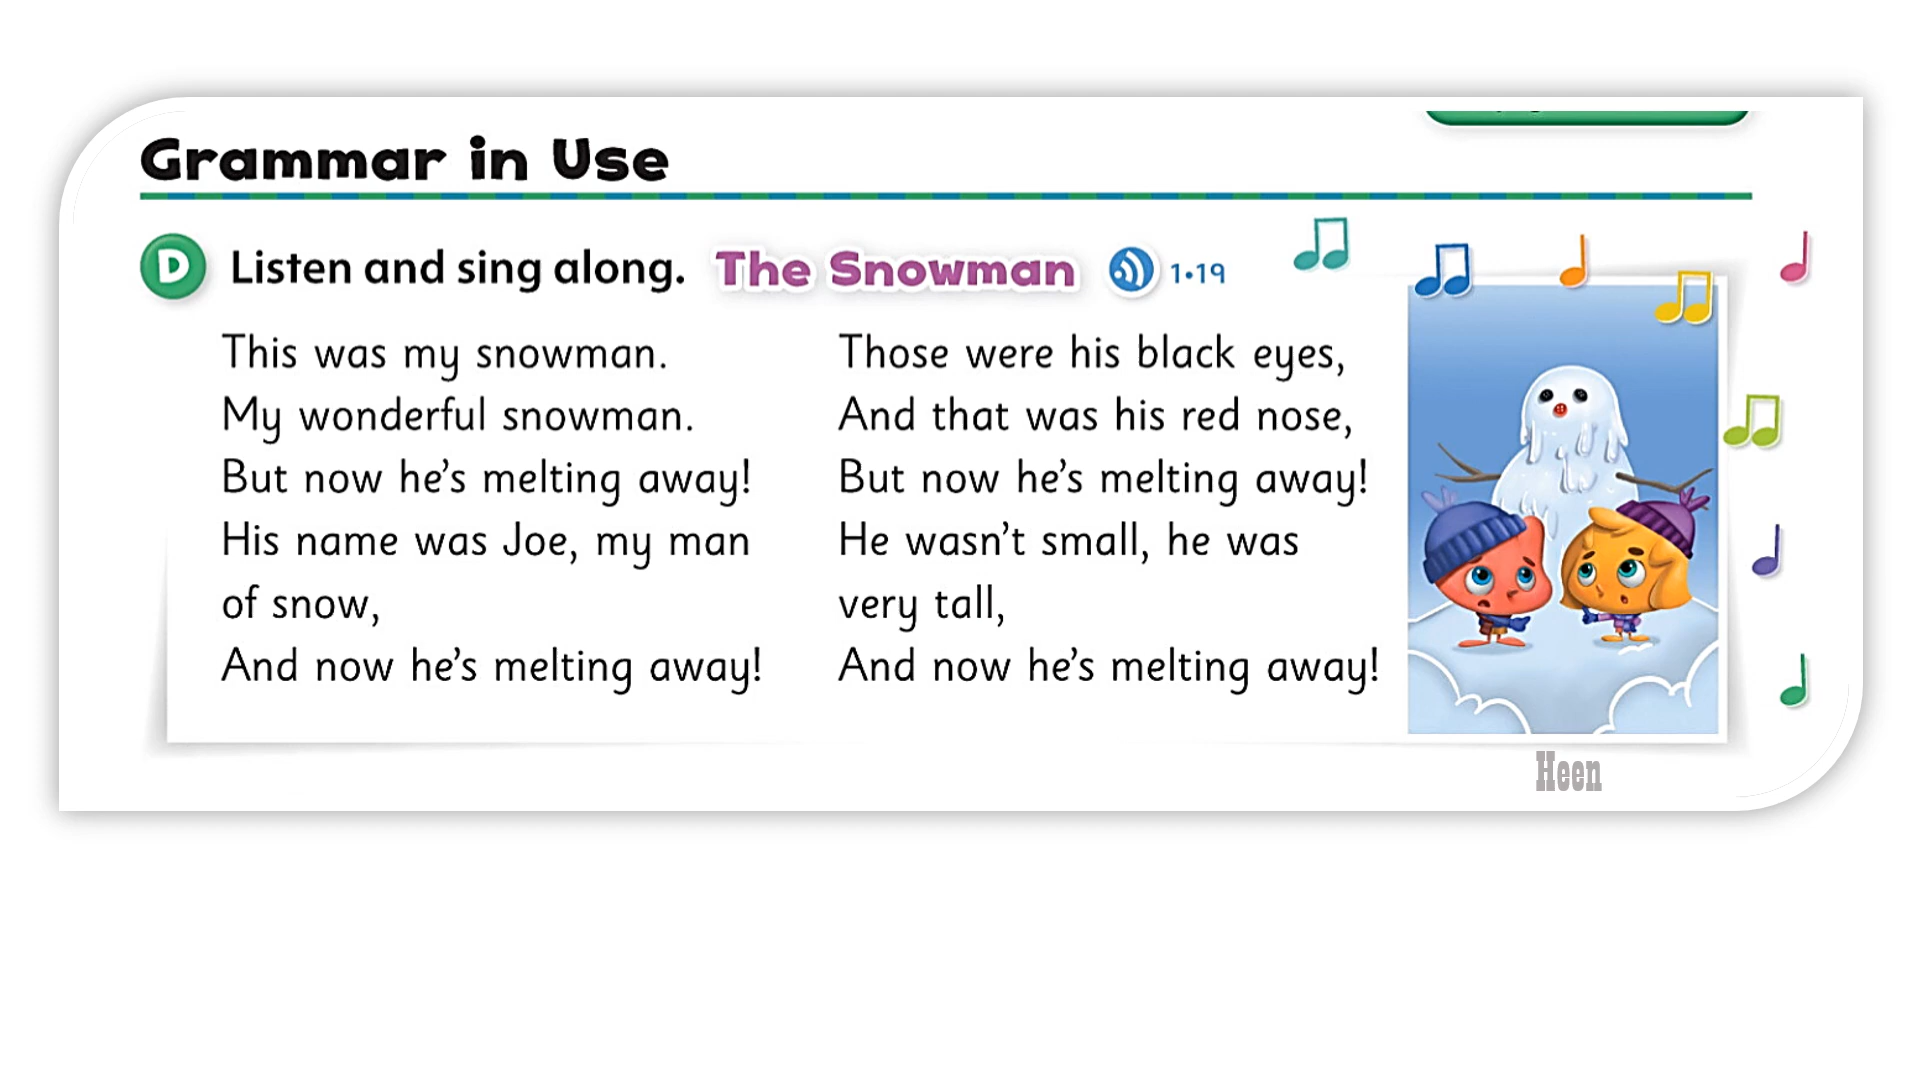 Grammar in Use
D Listen and sing along. The Snowman 1•19
This was my snowman.
My wonderful snowman.
But now he's melting away!
His name was Joe, my man
of snow,
And now he's melting away!
Those were his black eyes,
And that was his red nose,
But now he's melting away!
He wasn't small, he was
very tall,
And now he's melting away!
Heen